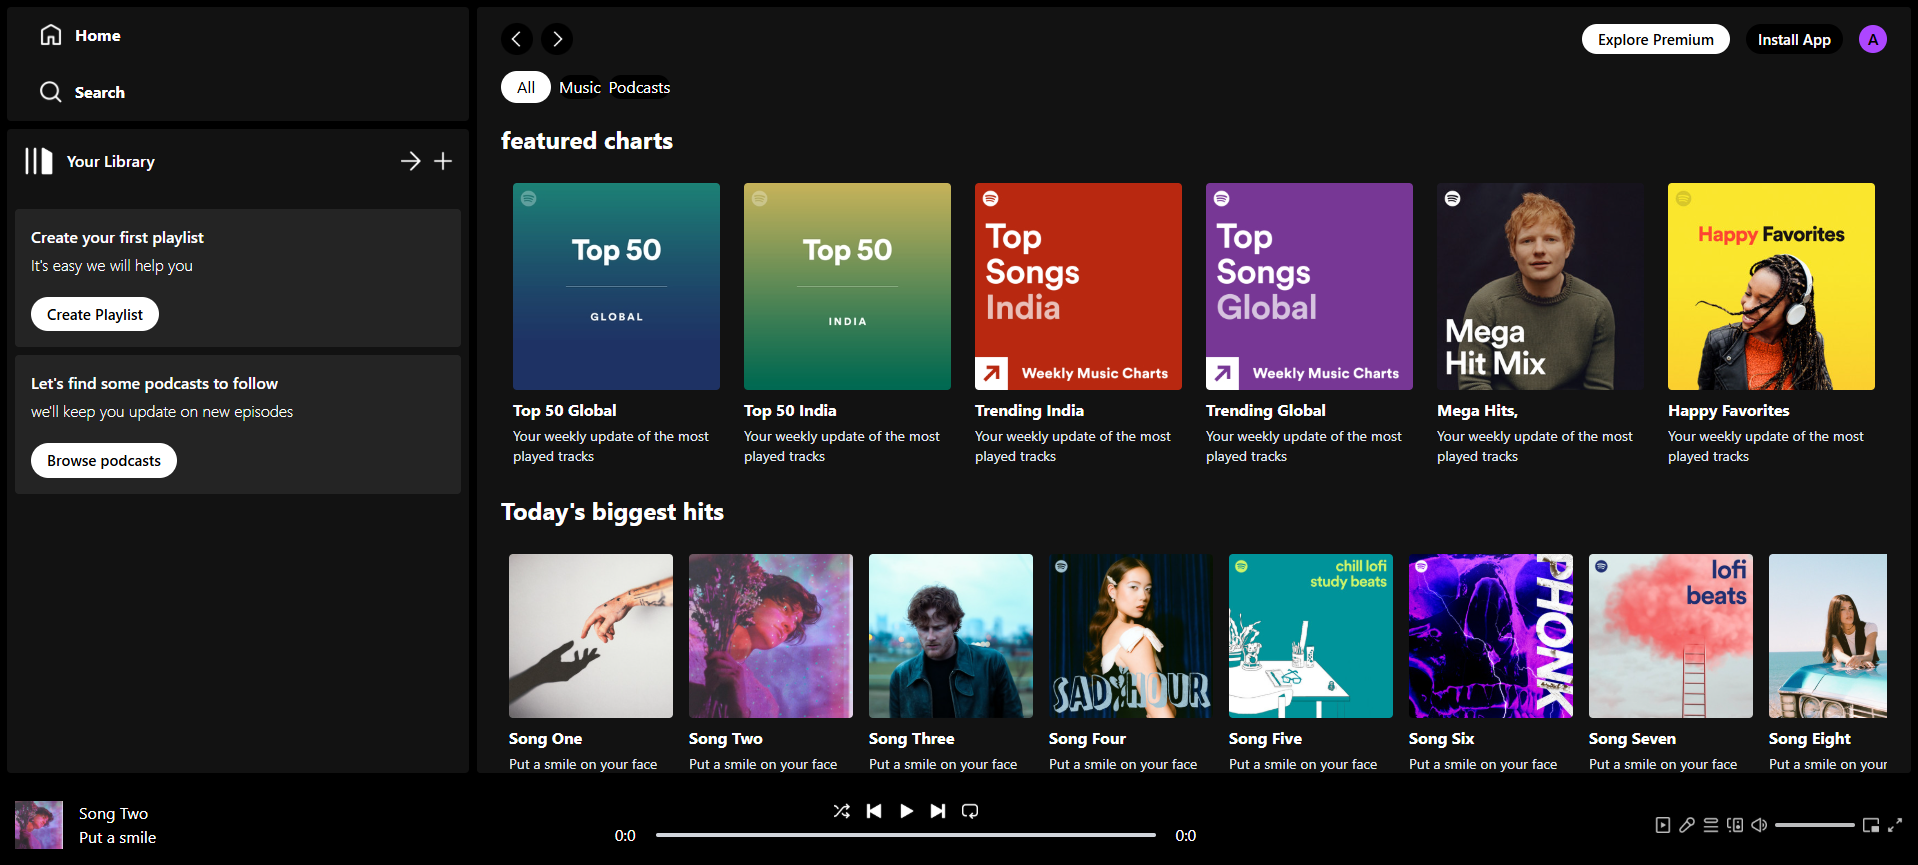 Home
Search
Your Library
Create your first playlist
It's easy we will help you
Create Playlist
Let's find some podcasts to follow
we'll keep you update on new episodes
Browse podcasts
Explore Premium
Install App
A
All
Music
Podcasts
featured charts
Top 50
GLOBAL
Top 50 Global
Your weekly update of the most
played tracks
Top 50
INDIA
Top 50 India
Your weekly update of the most
played tracks
Top
Songs
India
Weekly Music Charts
Trending India
Your weekly update of the most
played tracks
Top
Songs
Global
Weekly Music Charts
Trending Global
Your weekly update of the most
played tracks
Mega
Hit Mix
Mega Hits,
Your weekly update of the most
played tracks
Happy Favorites
Happy Favorites
Your weekly update of the most
played tracks
Today's biggest hits
Song One
Put a smile on your face
Song Two
Put a smile on your face
Song Three
Put a smile on your face
SAD HOUR
Song Four
Put a smile on your face
chill lofi
study beats
Song Five
Put a smile on your face
PHONK
Song Six
Put a smile on your face
lofi
beats
Song Seven
Put a smile on your face
Song Eight
Put a smile on your
Song Two
Put a smile
0:0
0:0